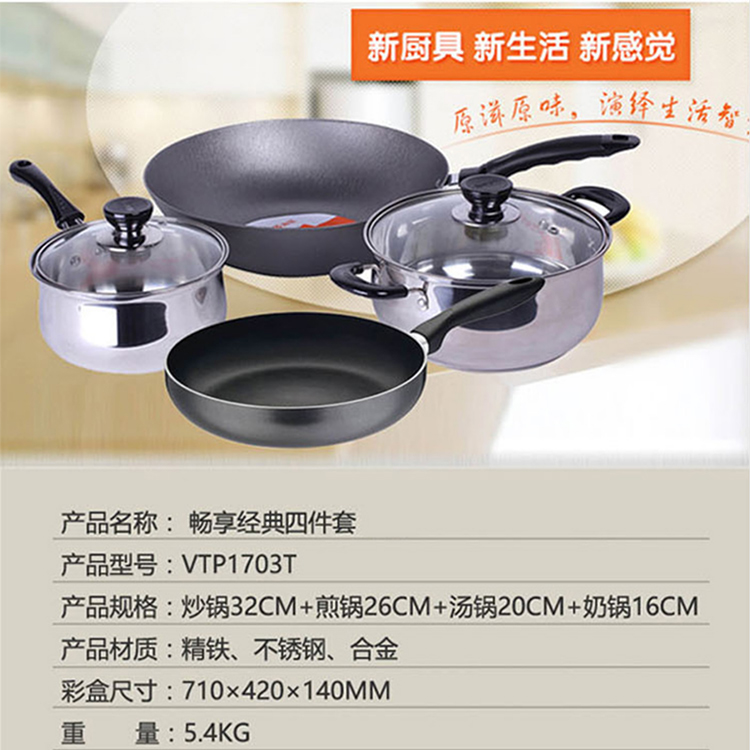 新厨具 新生活 新感觉
原滋原味，演绎生活智
产品名称： 畅享经典四件套
产品型号：VTP1703T
产品规格：炒锅32CM+煎锅26CM+汤锅20CM+奶锅16CM
产品材质：精铁、不锈钢、合金
彩盒尺寸：710×420×140MM
重 量：5.4KG